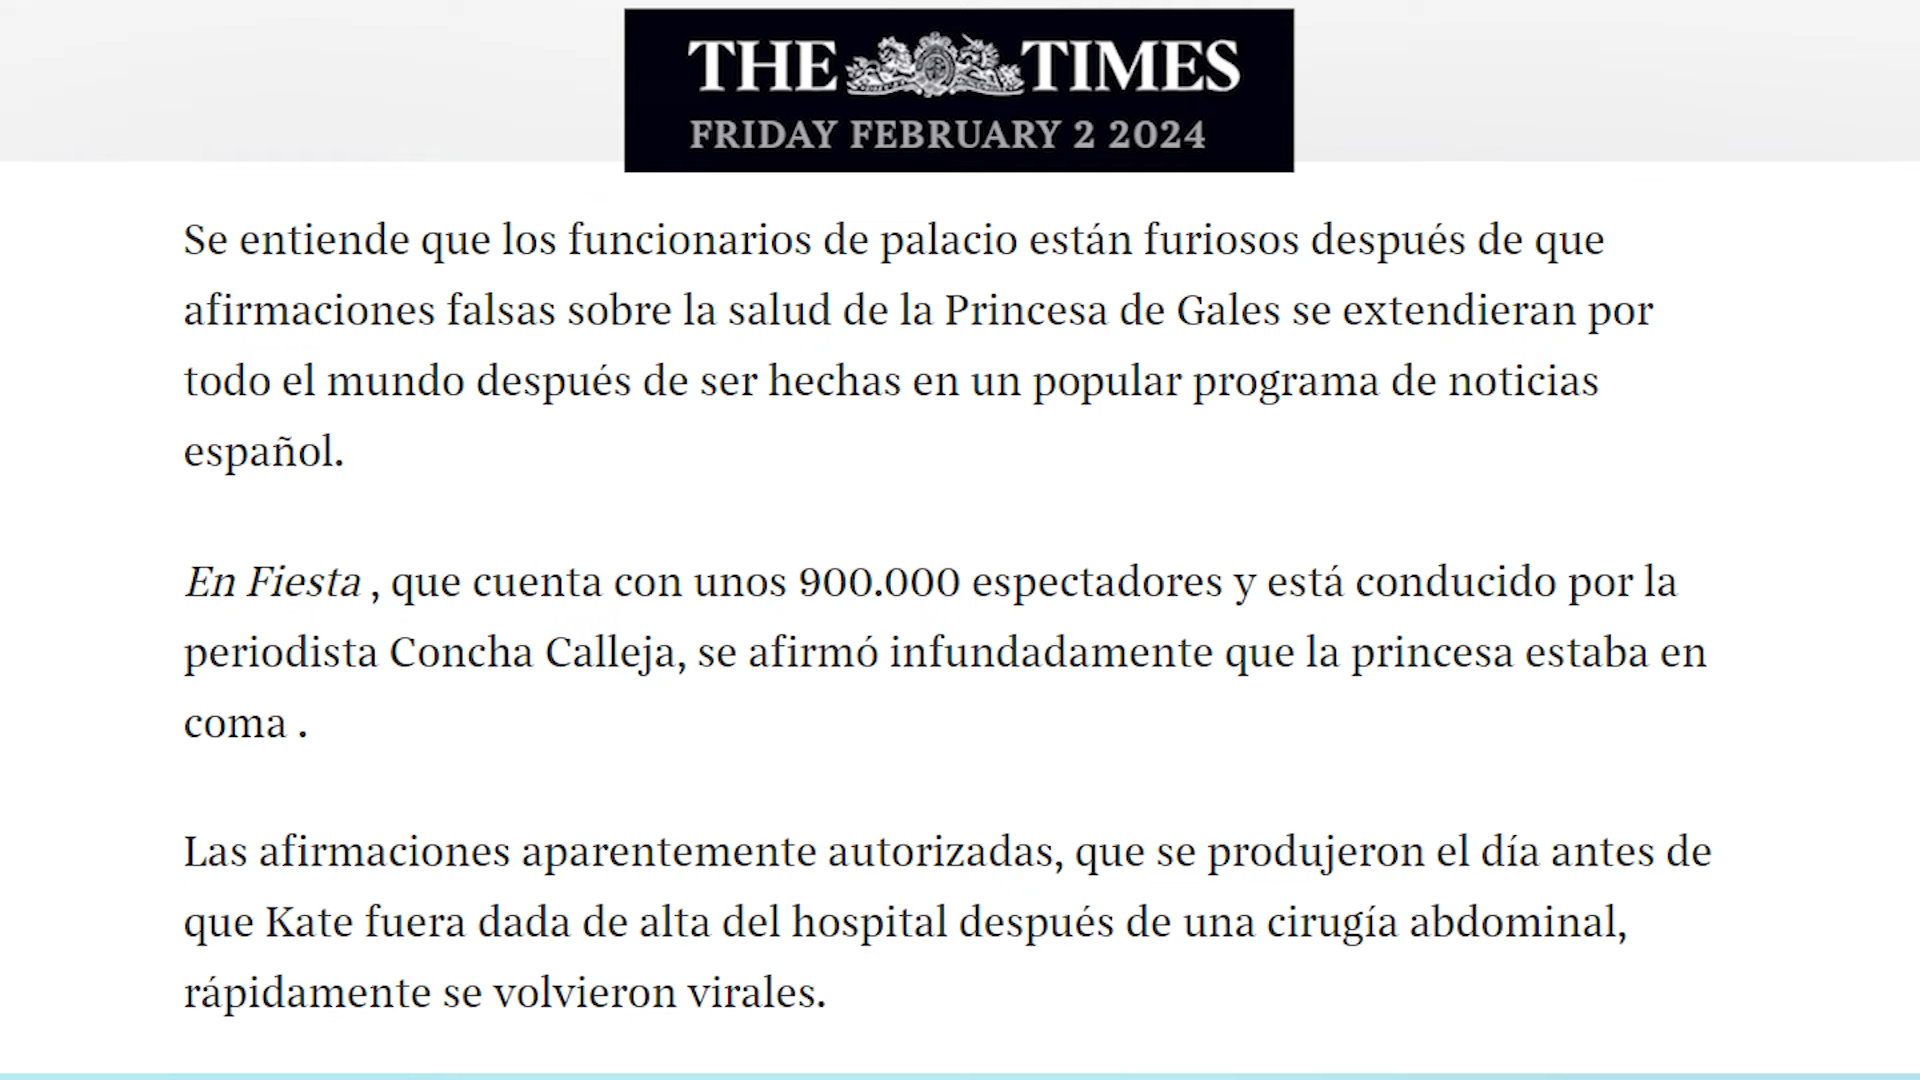 THE TIMES
FRIDAY FEBRUARY 2 2024
Se entiende que los funcionarios de palacio están furiosos después de que
afirmaciones falsas sobre la salud de la Princesa de Gales se extendieran por
todo el mundo después de ser hechas en un popular programa de noticias
español.
En Fiesta , que cuenta con unos 900.000 espectadores y está conducido por la
periodista Concha Calleja, se afirmó infundadamente que la princesa estaba en
coma .
Las afirmaciones aparentemente autorizadas, que se produjeron el día antes de
que Kate fuera dada de alta del hospital después de una cirugía abdominal,
rápidamente se volvieron virales.